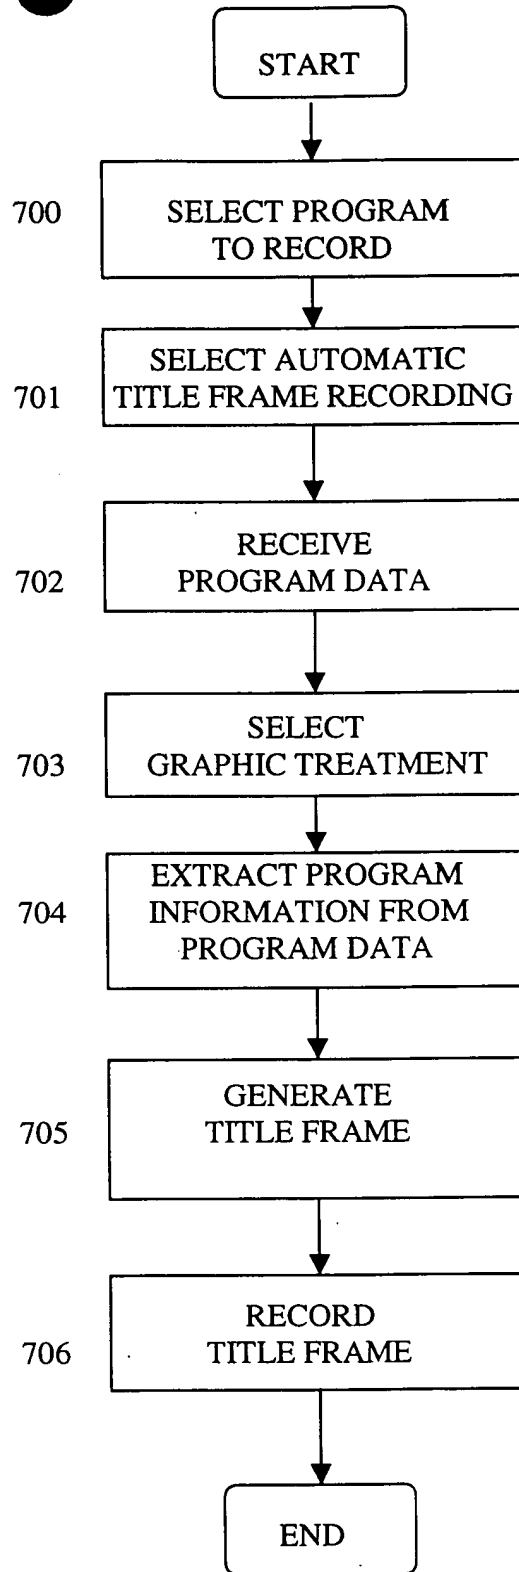 START
700
SELECT PROGRAM
TO RECORD
701
SELECT AUTOMATIC
TITLE FRAME RECORDING
702
RECEIVE
PROGRAM DATA
703
SELECT
GRAPHIC TREATMENT
704
EXTRACT PROGRAM
INFORMATION FROM
PROGRAM DATA
705
GENERATE
TITLE FRAME
706
RECORD
TITLE FRAME
END